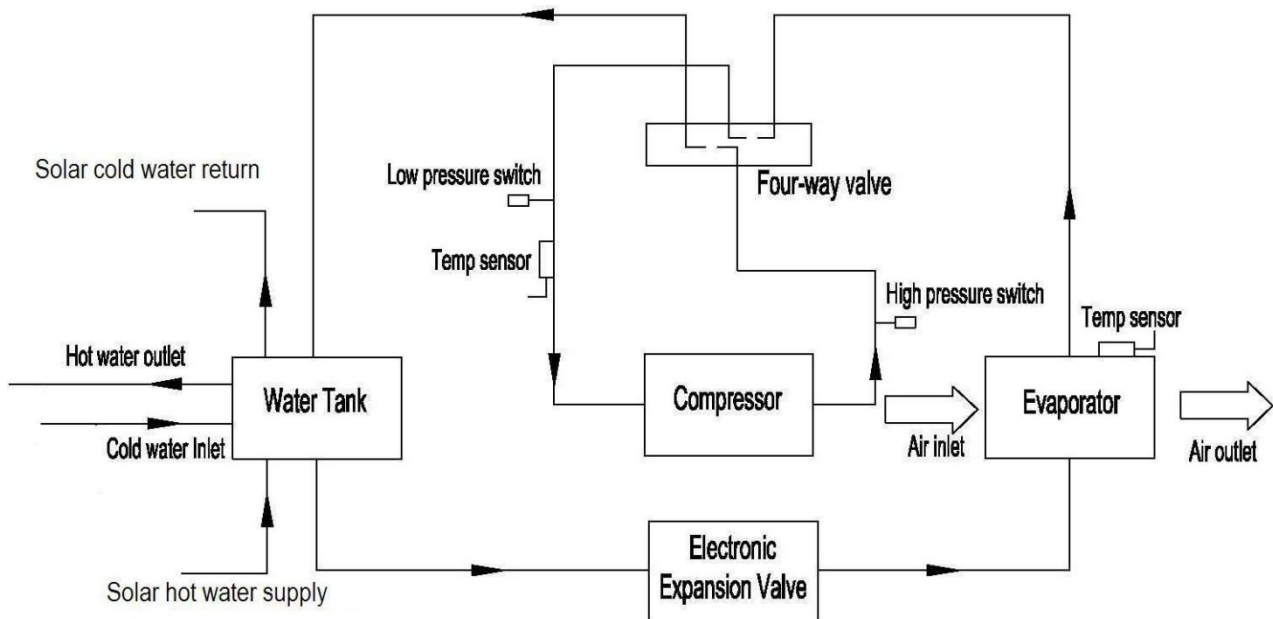 Solar cold water return
Low pressure switch
Four-way valve
Temp sensor
High pressure switch
Temp sensor
Hot water outlet
Water Tank
Compressor
Evaporator
Cold water Inlet
Air inlet
Air outlet
Electronic
Expansion Valve
Solar hot water supply